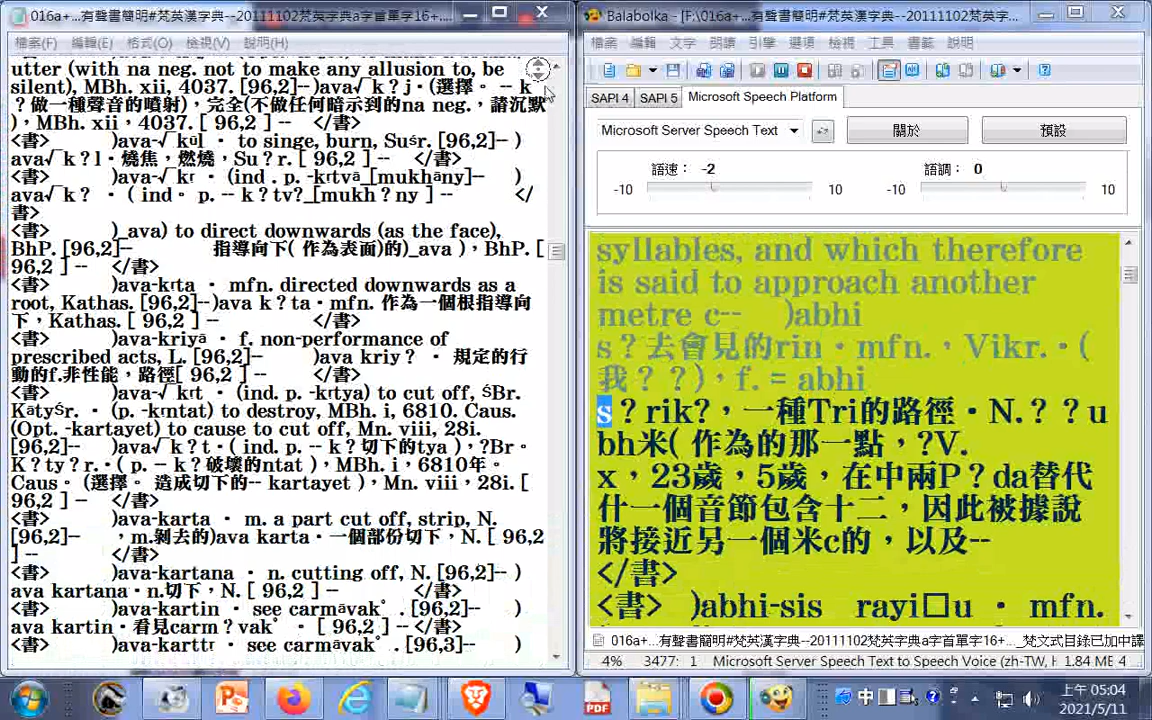 016a+...有聲書簡明#梵英漢字典--20111102梵英字典a字首單字16+...
檔案(F) 編輯(E) 格式(O) 檢視(V) 說明(H)
utter (with na neg. not to make any allusion to, be
silent), MBh. xii, 4037. [96,2]--)ava√ k？j‧(選擇。 -- k
？做一種聲音的噴射)，完全(不做任何暗示到的na neg.，請沉默
)，MBh. xii，4037. [ 96,2 ] -- </書>
<書> )ava-√ kūl ‧ to singe, burn, Suśr. [96,2]-- )
ava√ k？l‧燒焦，燃燒，Su？r. [ 96,2 ] -- </書>
<書> )ava-√ kṛ ‧ (ind . p. -kṛtvā_[mukhāny]-- )
ava√ k？ ‧ ( ind。 p. -- k？tv?_[mukh？ny ] -- </
書>
<書> )_ava) to direct downwards (as the face),
BhP. [96,2]-- 指導向下( 作為表面)的)_ava )，BhP. [
96,2 ] -- </書>
<書> )ava-kṛta ‧ mfn. directed downwards as a
root, Kathas. [96,2]--)ava k？ta‧mfn. 作為一個根指導向
下，Kathas. [ 96,2 ] -- </書>
<書> )ava-kriyā ‧ f. non-performance of
prescribed acts, L. [96,2]-- )ava kriy？ ‧ 規定的行
動的f.非性能，路徑[ 96,2 ] -- </書>
<書> )ava-√ kṛt ‧ (ind. p. -kṛtya) to cut off, ŚBr.
Kātyśr. ‧ (p. -kṛntat) to destroy, MBh. i, 6810. Caus.
(Opt. -kartayet) to cause to cut off, Mn. viii, 28i.
[96,2]-- )ava√ k？t‧( ind. p. -- k？切下的tya )，?Br。
K？ty？r.‧( p. -- k？破壞的ntat )，MBh. i，6810年。
Caus。 (選擇。 造成切下的-- kartayet )，Mn. viii，28i. [
96,2 ] -- </書>
<書> )ava-karta ‧ m. a part cut off, strip, N.
[96,2]-- ，m.剝去的)ava karta‧一個部份切下，N. [ 96,2
] -- </書>
<書> )ava-kartana ‧ n. cutting off, N. [96,2]-- )
ava kartana‧n.切下，N. [ 96,2 ] -- </書>
<書> )ava-kartin ‧ see carmāvak゜. [96,2]-- )
ava kartin‧看見carm？vak゜ ‧ [ 96,2 ] -- </書>
<書> )ava-karttṛ ‧ see carmāvak゜. [96,3]-- )
Balabolka - [F:\016a+...有聲書簡明#梵英漢字典--20111102梵英字...
檔案 編輯 文字 朗讀 引擎 選項 檢視 工具 書籤 說明
SAPI 4 SAPI 5 Microsoft Speech Platform
Microsoft Server Speech Text 關於 預設
語速： -2 語調： 0
-10 10 -10 10
syllables, and which therefore
is said to approach another
metre c-- )abhi
s？去會見的rin‧mfn.，Vikr.‧(
我？？)，f. = abhi
s？rik?，一種Tri的路徑‧N.？？u
bh米( 作為的那一點，?V.
x，23歲，5歲，在中兩P？da替代
什一個音節包含十二，因此被據說
將接近另一個米c的，以及--
</書>
<書> )abhi-sis rayi□u ‧ mfn.
016a+...有聲書簡明#梵英漢字典--20111102梵英字典a字首單字16+..._梵文式目錄已加中譯
4% 3477: 1 Microsoft Server Speech Text to Speech Voice (zh-TW, H 1.84 ME 4
PDF
中
上午 05:04
2021/5/11